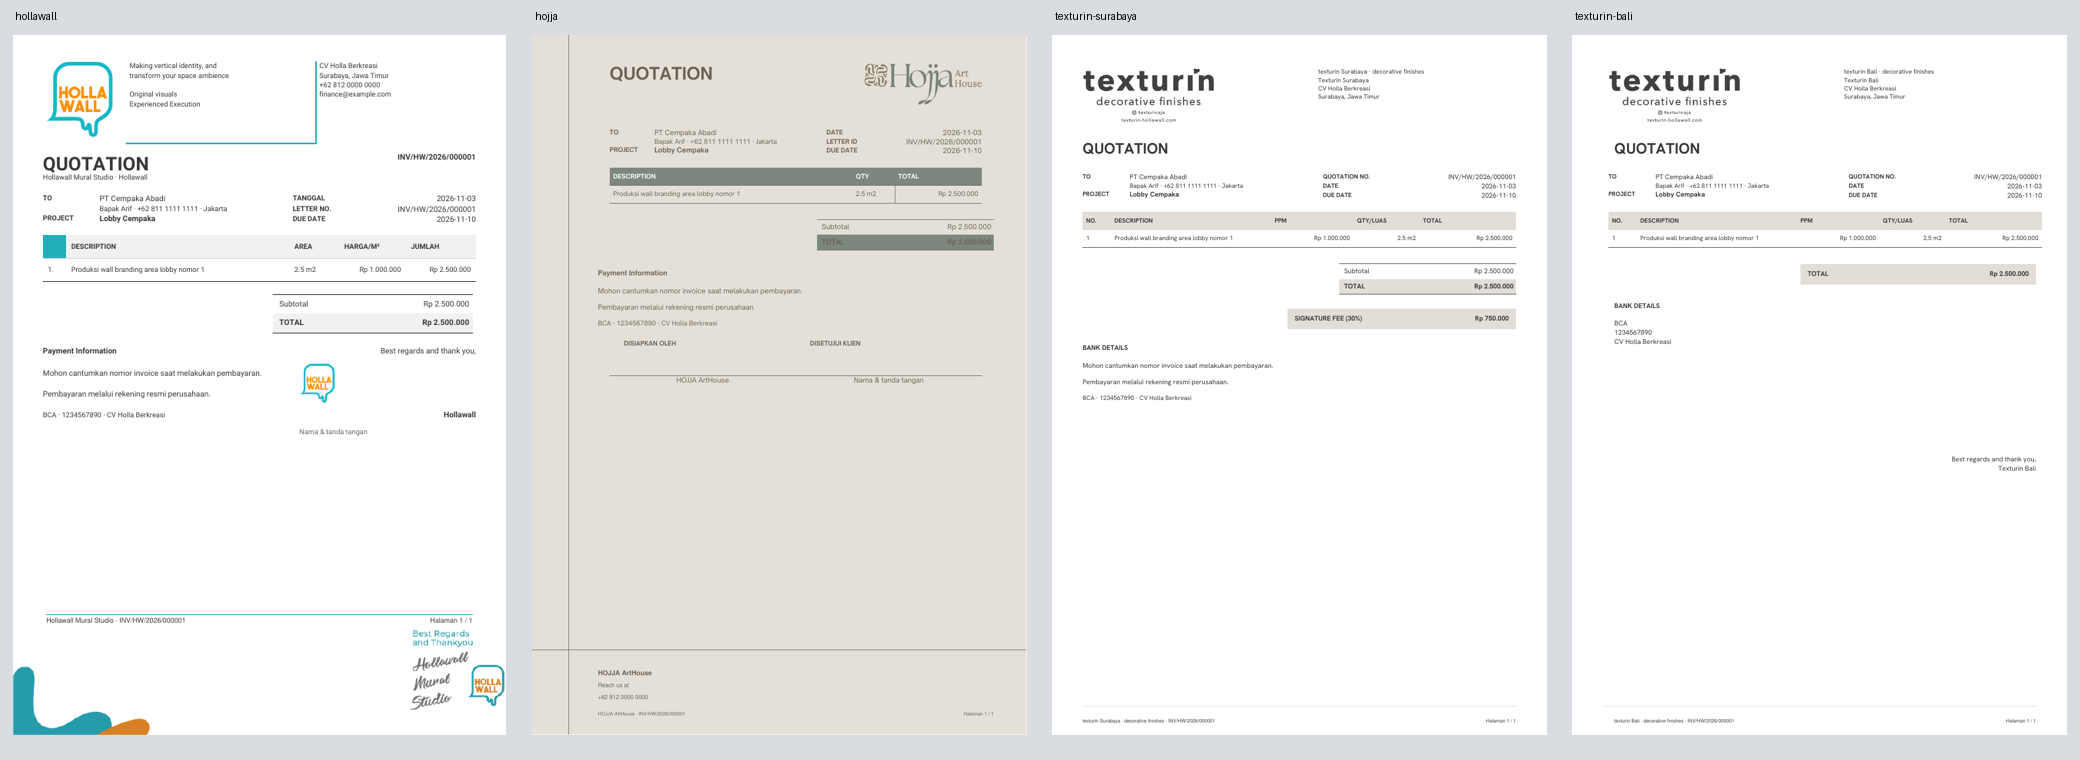 hollawall
HOLLA
WALL
Making vertical identity, and
transform your space ambience
Original visuals
Experienced Execution
CV Holla Berkreasi
Surabaya, Jawa Timur
+62 812 0000 0000
finance@example.com
QUOTATION
INV/HW/2026/000001
Hollawall Mural Studio · Hollawall
TO PT Cempaka Abadi TANGGAL 2026-11-03
Bapak Arif · +62 811 1111 1111 · Jakarta LETTER NO. INV/HW/2026/000001
PROJECT Lobby Cempaka DUE DATE 2026-11-10
DESCRIPTION AREA HARGA/M² JUMLAH
1. Produksi wall branding area lobby nomor 1 2.5 m2 Rp 1.000.000 Rp 2.500.000
Subtotal Rp 2.500.000
TOTAL Rp 2.500.000
Payment Information Best regards and thank you,
Mohon cantumkan nomor invoice saat melakukan pembayaran.
HOLLA
WALL
Pembayaran melalui rekening resmi perusahaan.
BCA · 1234567890 · CV Holla Berkreasi Hollawall
Nama & tanda tangan
Hollawall Mural Studio · INV/HW/2026/000001 Halaman 1 / 1
Best Regards
and Thankyou
Hollawall
Mural
Studio
HOLLA
WALL
hojja
QUOTATION
Hojja Art
House
TO PT Cempaka Abadi DATE 2026-11-03
Bapak Arif · +62 811 1111 1111 · Jakarta LETTER ID INV/HW/2026/000001
PROJECT Lobby Cempaka DUE DATE 2026-11-10
DESCRIPTION QTY TOTAL
Produksi wall branding area lobby nomor 1 2.5 m2 Rp 2.500.000
Subtotal Rp 2.500.000
TOTAL Rp 2.500.000
Payment Information
Mohon cantumkan nomor invoice saat melakukan pembayaran.
Pembayaran melalui rekening resmi perusahaan.
BCA · 1234567890 · CV Holla Berkreasi
DISIAPKAN OLEH DISETUJUI KLIEN
HOJJA ArtHouse Nama & tanda tangan
HOJJA ArtHouse
Reach us at
+62 812 0000 0000
HOJJA ArtHouse · INV/HW/2026/000001 Halaman 1 / 1
texturin-surabaya
texturin
decorative finishes
texturinaja
texturin.hollawall.com
texturin Surabaya · decorative finishes
Texturin Surabaya
CV Holla Berkreasi
Surabaya, Jawa Timur
QUOTATION
TO PT Cempaka Abadi QUOTATION NO. INV/HW/2026/000001
Bapak Arif · +62 811 1111 1111 · Jakarta DATE 2026-11-03
PROJECT Lobby Cempaka DUE DATE 2026-11-10
NO. DESCRIPTION PPM QTY/LUAS TOTAL
1 Produksi wall branding area lobby nomor 1 Rp 1.000.000 2.5 m2 Rp 2.500.000
Subtotal Rp 2.500.000
TOTAL Rp 2.500.000
SIGNATURE FEE (30%) Rp 750.000
BANK DETAILS
Mohon cantumkan nomor invoice saat melakukan pembayaran.
Pembayaran melalui rekening resmi perusahaan.
BCA · 1234567890 · CV Holla Berkreasi
texturin Surabaya · decorative finishes · INV/HW/2026/000001 Halaman 1 / 1
texturin-bali
texturin
decorative finishes
texturinaja
texturin.hollawall.com
texturin Bali · decorative finishes
Texturin Bali
CV Holla Berkreasi
Surabaya, Jawa Timur
QUOTATION
TO PT Cempaka Abadi QUOTATION NO. INV/HW/2026/000001
Bapak Arif · +62 811 1111 1111 · Jakarta DATE 2026-11-03
PROJECT Lobby Cempaka DUE DATE 2026-11-10
NO. DESCRIPTION PPM QTY/LUAS TOTAL
1 Produksi wall branding area lobby nomor 1 Rp 1.000.000 2.5 m2 Rp 2.500.000
TOTAL Rp 2.500.000
BANK DETAILS
BCA
1234567890
CV Holla Berkreasi
Best regards and thank you,
Texturin Bali
texturin Bali · decorative finishes · INV/HW/2026/000001 Halaman 1 / 1